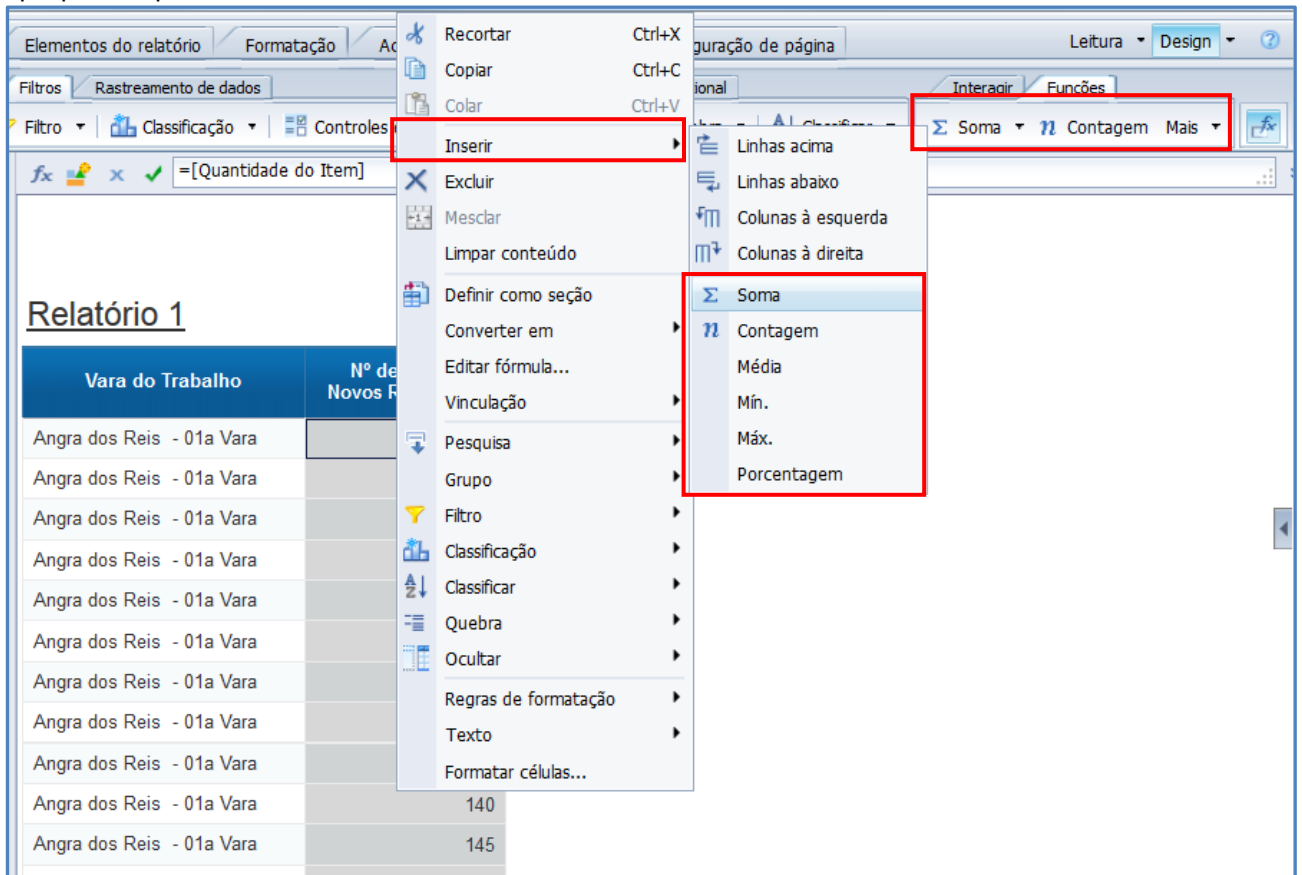 Elementos do relatório Formatação guração de página Leitura Design
Filtros Rastreamento de dados ional Interagir Funções
Filtro Classificação Controles Σ Soma n Contagem Mais fx
fx =[Quantidade do Item]
Recortar Ctrl+X
Copiar Ctrl+C
Colar Ctrl+V
Inserir
Excluir
Mesclar
Limpar conteúdo
Definir como seção
Converter em
Editar fórmula...
Vinculação
Pesquisa
Grupo
Filtro
Classificação
Classificar
Quebra
Ocultar
Regras de formatação
Texto
Formatar células...
Linhas acima
Linhas abaixo
Colunas à esquerda
Colunas à direita
Σ Soma
n Contagem
Média
Mín.
Máx.
Porcentagem
Relatório 1
Vara do Trabalho Nº de
Novos
Angra dos Reis - 01a Vara
Angra dos Reis - 01a Vara
Angra dos Reis - 01a Vara
Angra dos Reis - 01a Vara
Angra dos Reis - 01a Vara
Angra dos Reis - 01a Vara
Angra dos Reis - 01a Vara
Angra dos Reis - 01a Vara
Angra dos Reis - 01a Vara
Angra dos Reis - 01a Vara 140
Angra dos Reis - 01a Vara 145